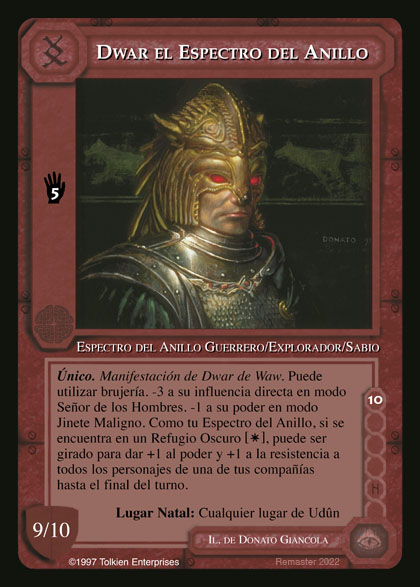 DWAR EL ESPECTRO DEL ANILLO
5
DONATO
ESPECTRO DEL ANILLO GUERRERO/EXPLORADOR/SABIO
Único. Manifestación de Dwar de Waw. Puede
utilizar brujería. -3 a su influencia directa en modo
Señor de los Hombres. -1 a su poder en modo
Jinete Maligno. Como tu Espectro del Anillo, si se
encuentra en un Refugio Oscuro [✷], puede ser
girado para dar +1 al poder y +1 a la resistencia a
todos los personajes de una de tus compañías
hasta el final del turno.
10
H
Lugar Natal: Cualquier lugar de Udûn
9/10
IL. DE DONATO GIANCOLA
©1997 Tolkien Enterprises
Remaster 2022